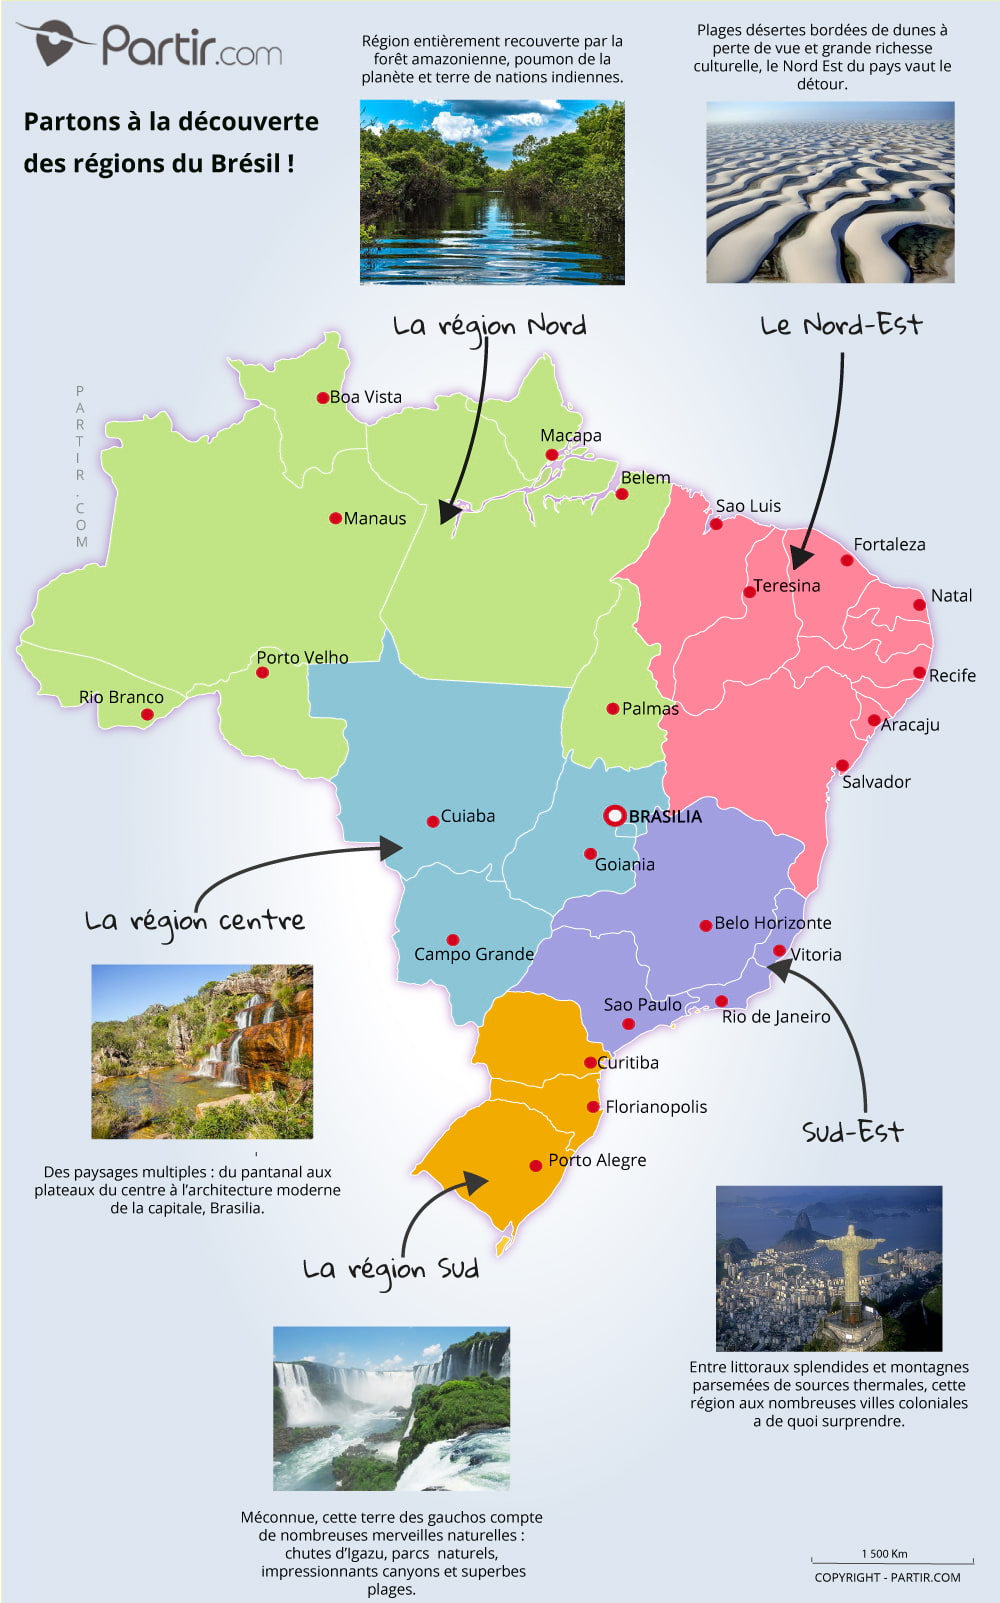 Partir.com
Partons à la découverte
des régions du Brésil !
Région entièrement recouverte par la
forêt amazonienne, poumon de la
planète et terre de nations indiennes.
Plages désertes bordées de dunes à
perte de vue et grande richesse
culturelle, le Nord Est du pays vaut le
détour.
La région Nord
Le Nord-Est
PARTIR.COM
Boa Vista
Macapa
Belem
Manaus
Sao Luis
Fortaleza
Teresina
Natal
Porto Velho
Recife
Rio Branco
Palmas
Aracaju
Salvador
Cuiaba
BRASILIA
Goiania
La région centre
Belo Horizonte
Campo Grande
Vitoria
Sao Paulo
Rio de Janeiro
Curitiba
Florianopolis
Sud-Est
Porto Alegre
Des paysages multiples : du pantanal aux
plateaux du centre à l'architecture moderne
de la capitale, Brasilia.
La région Sud
Entre littoraux splendides et montagnes
parsemées de sources thermales, cette
région aux nombreuses villes coloniales
a de quoi surprendre.
Méconnue, cette terre des gauchos compte
de nombreuses merveilles naturelles :
chutes d'Igazu, parcs  naturels,
impressionnants canyons et superbes
plages.
1 500 Km
COPYRIGHT - PARTIR.COM